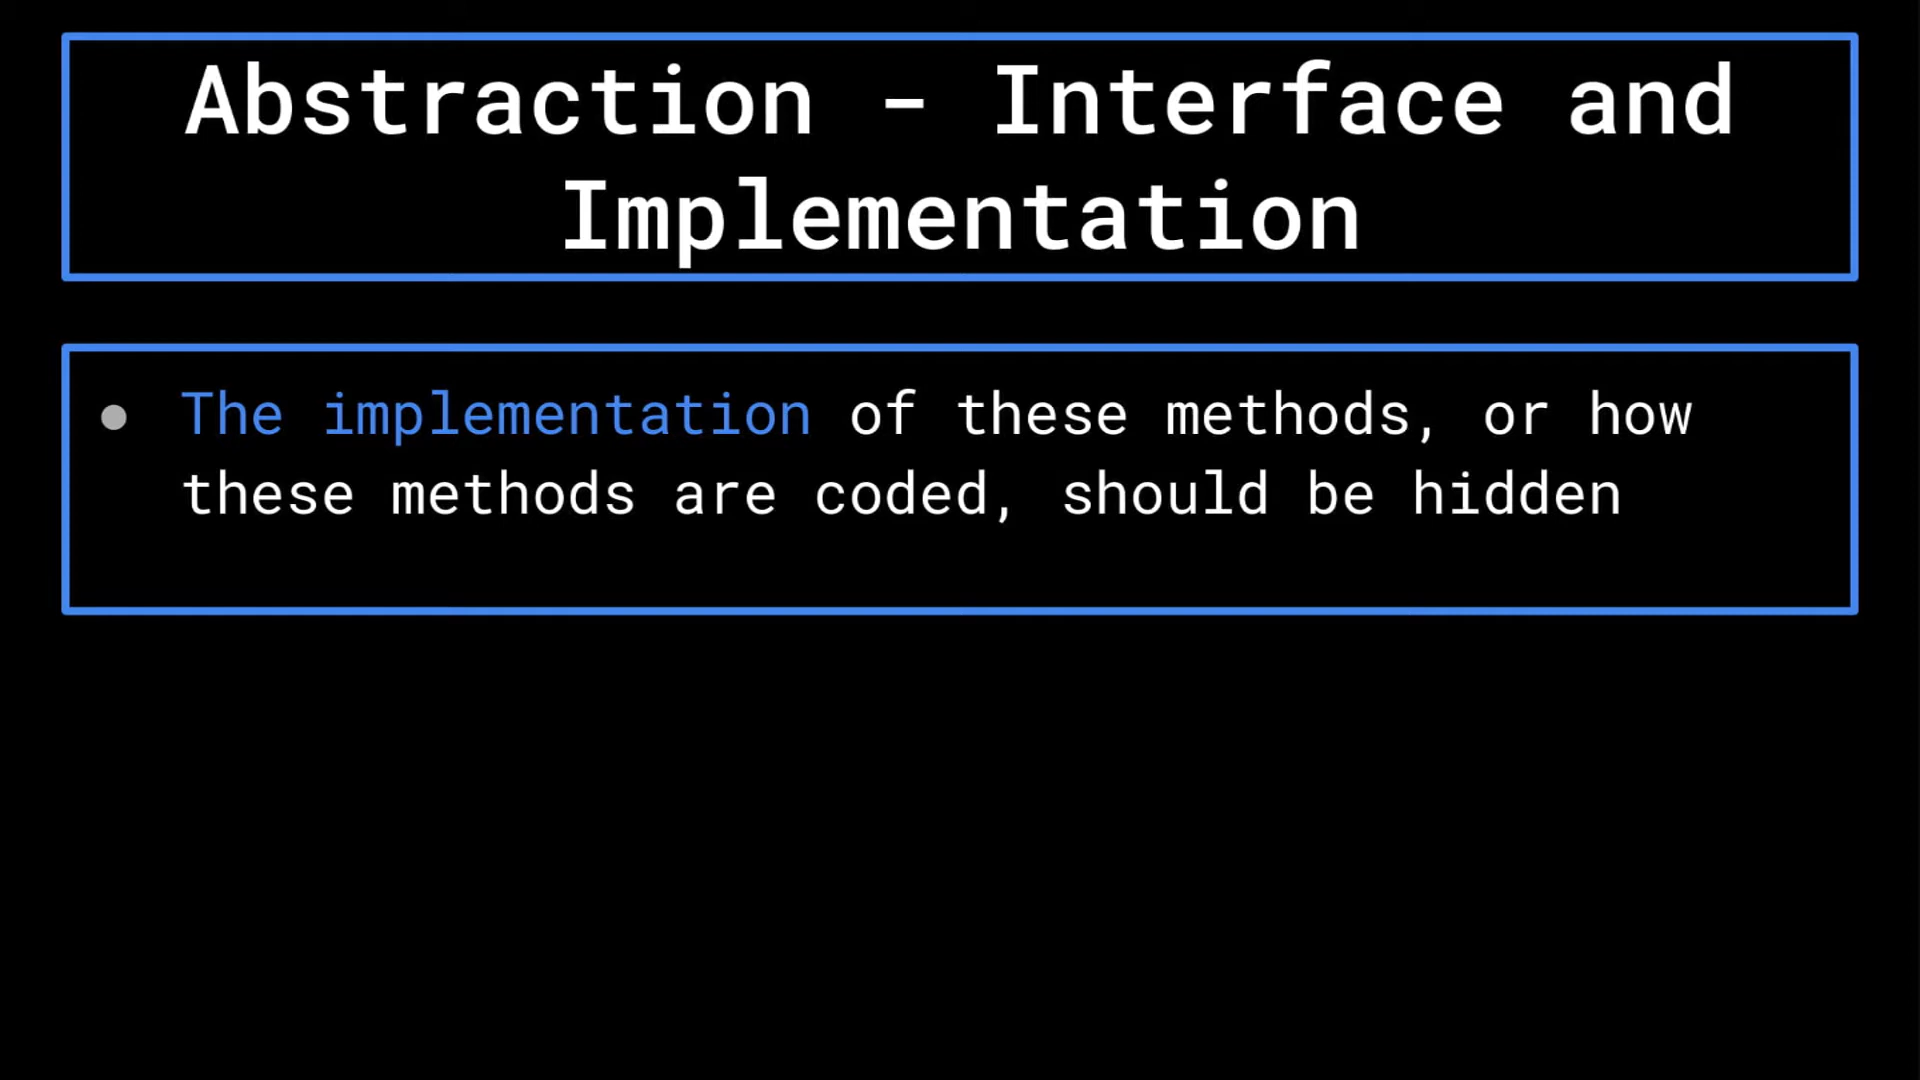 Abstraction - Interface and
Implementation
● The implementation of these methods, or how
these methods are coded, should be hidden